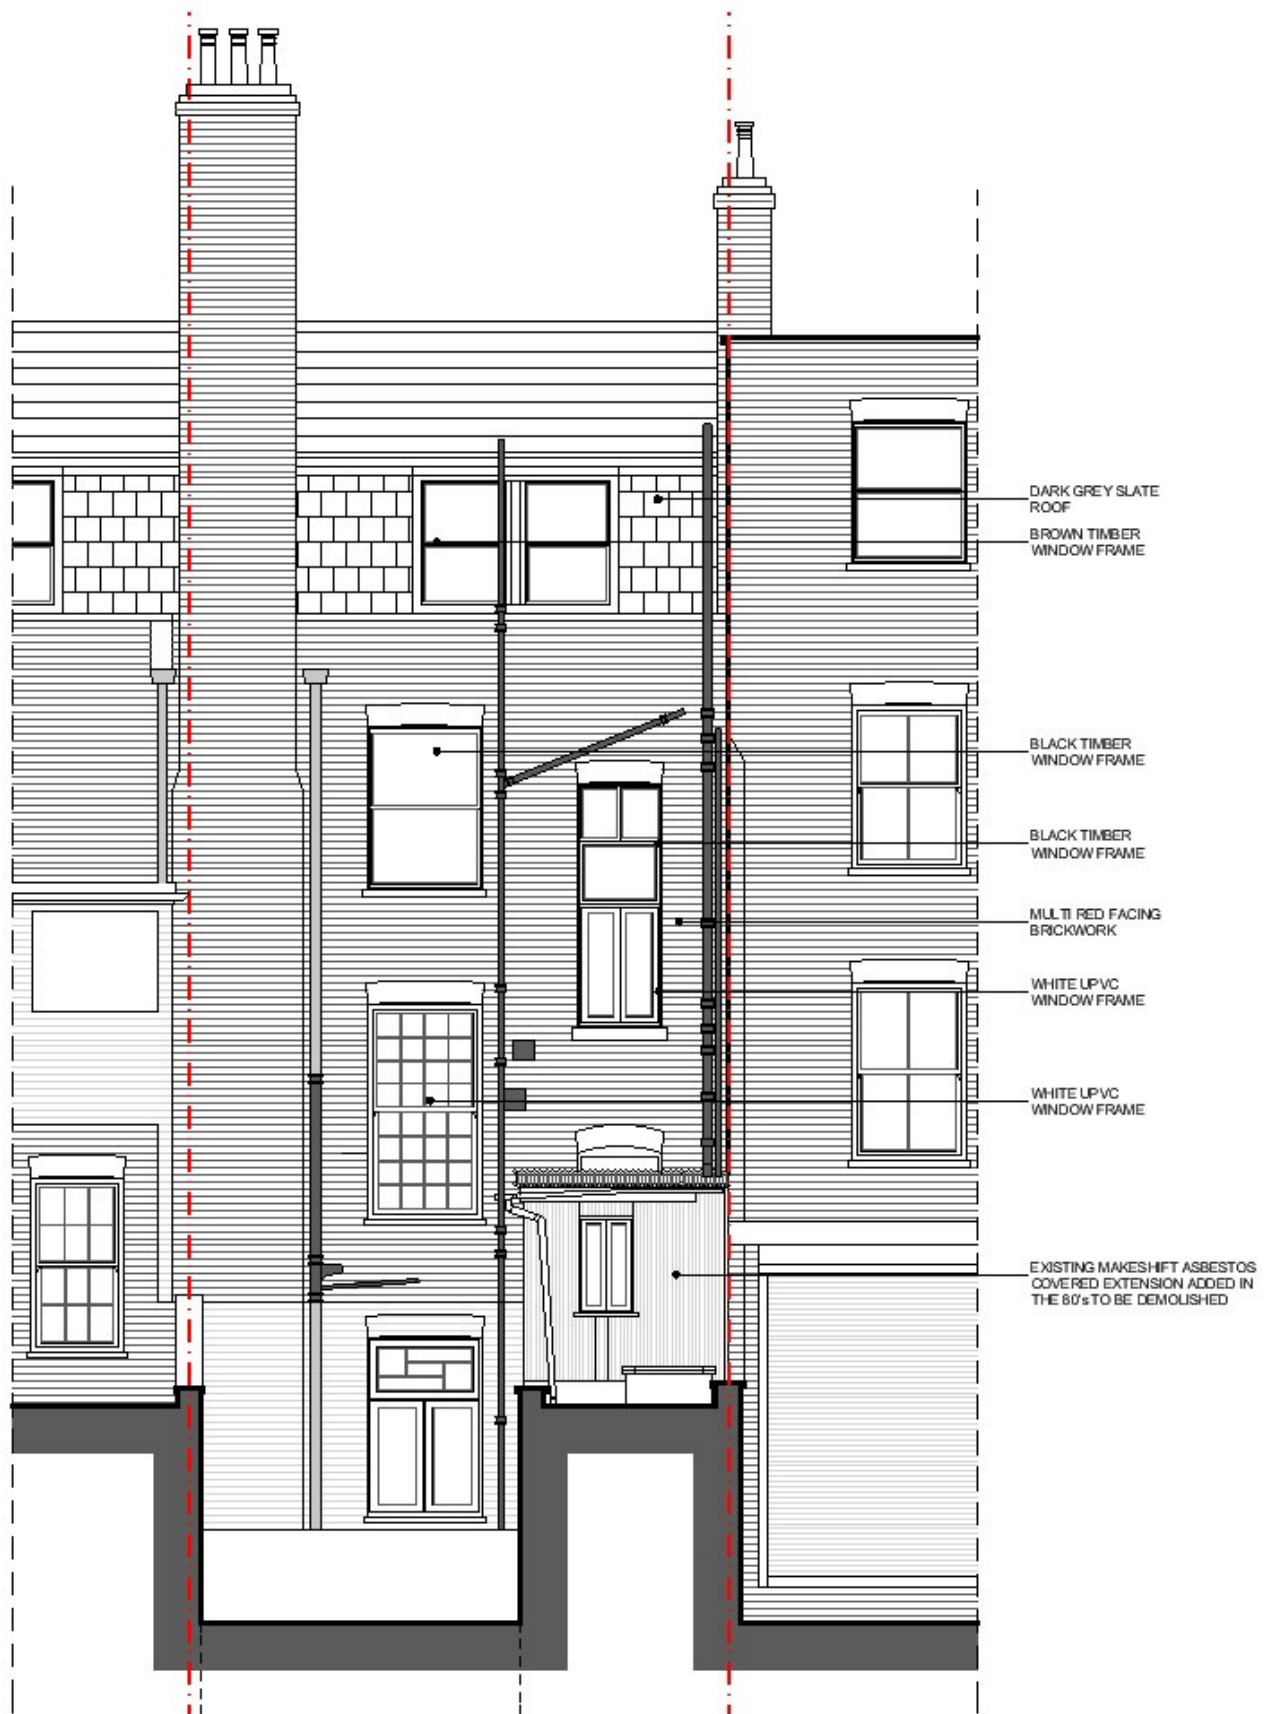 DARK GREY SLATE
ROOF
BROWN TIMBER
WINDOW FRAME
BLACK TIMBER
WINDOW FRAME
BLACK TIMBER
WINDOW FRAME
MULTI RED FACING
BRICKWORK
WHITE UPVC
WINDOW FRAME
WHITE UPVC
WINDOW FRAME
EXISTING MAKESHIFT ASBESTOS
COVERED EXTENSION ADDED IN
THE 80's TO BE DEMOLISHED